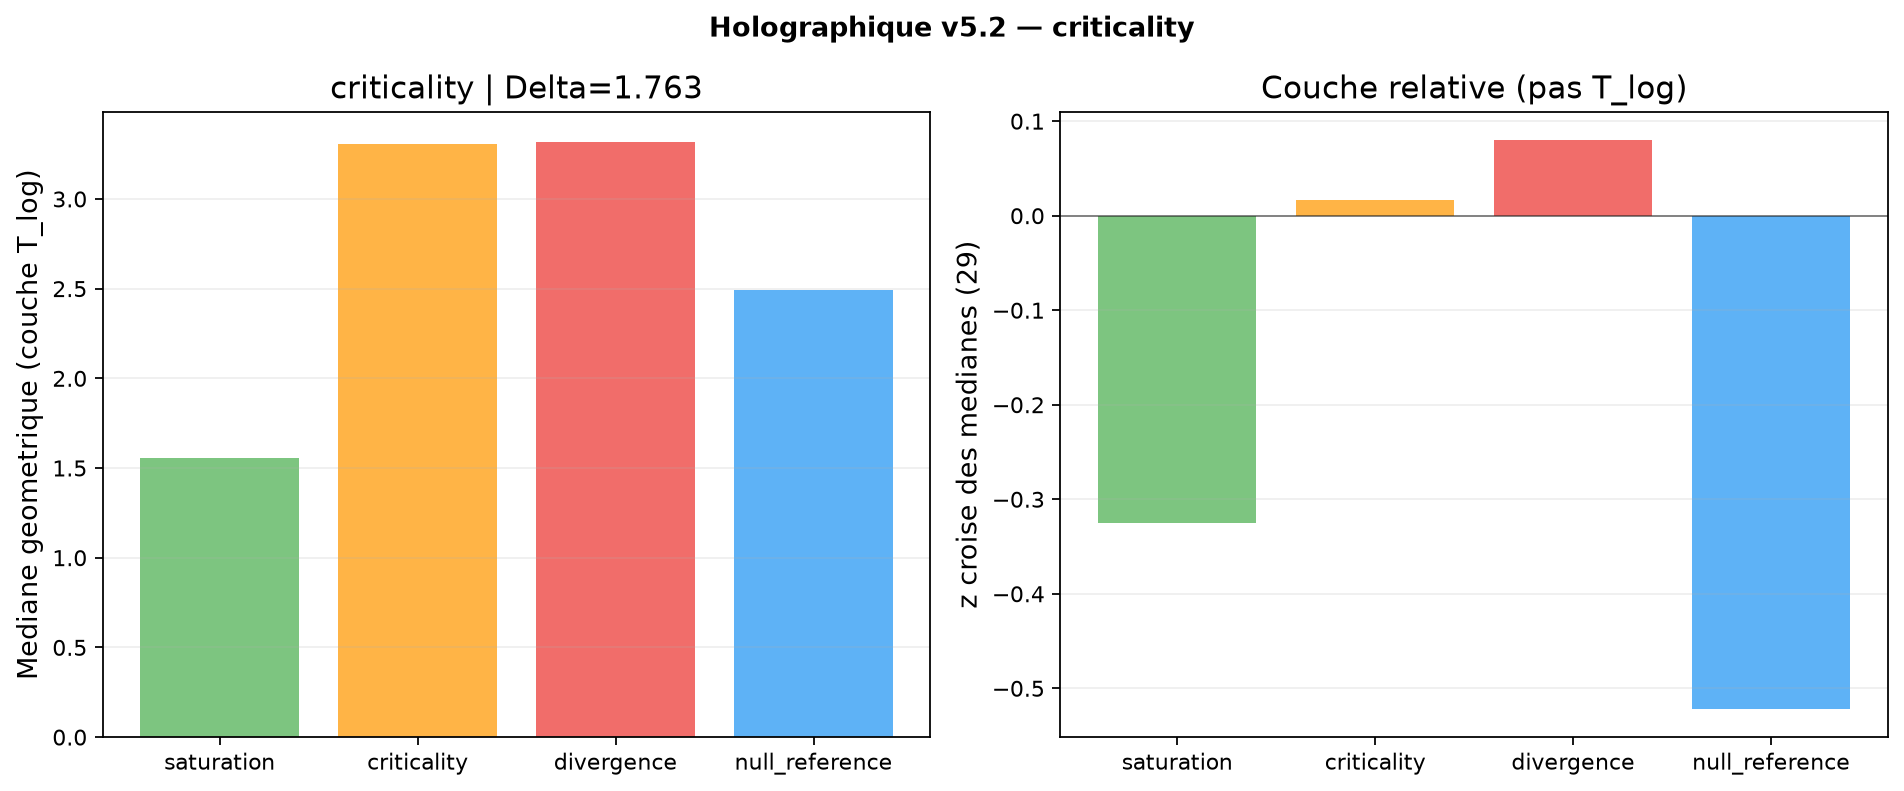 Holographique v5.2 — criticality
criticality | Delta=1.763
Mediane geometrique (couche T_log)
3.0
2.5
2.0
1.5
1.0
0.5
0.0
saturation
criticality
divergence
null_reference
Couche relative (pas T_log)
z croise des medianes (29)
0.1
0.0
−0.1
−0.2
−0.3
−0.4
−0.5
saturation
criticality
divergence
null_reference